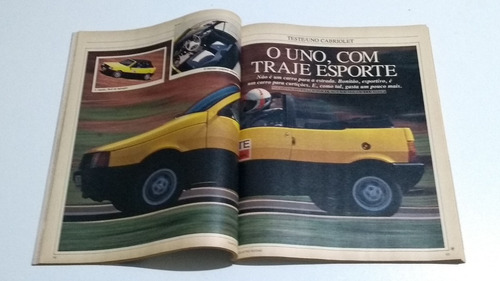 TESTE/UNO CABRIOLET
O UNO, COM
TRAJE ESPORTE
Não é um carro para a estrada. Bonitão, esportivo, é
um carro para curtições. E, como tal, gasta um pouco mais.
TE